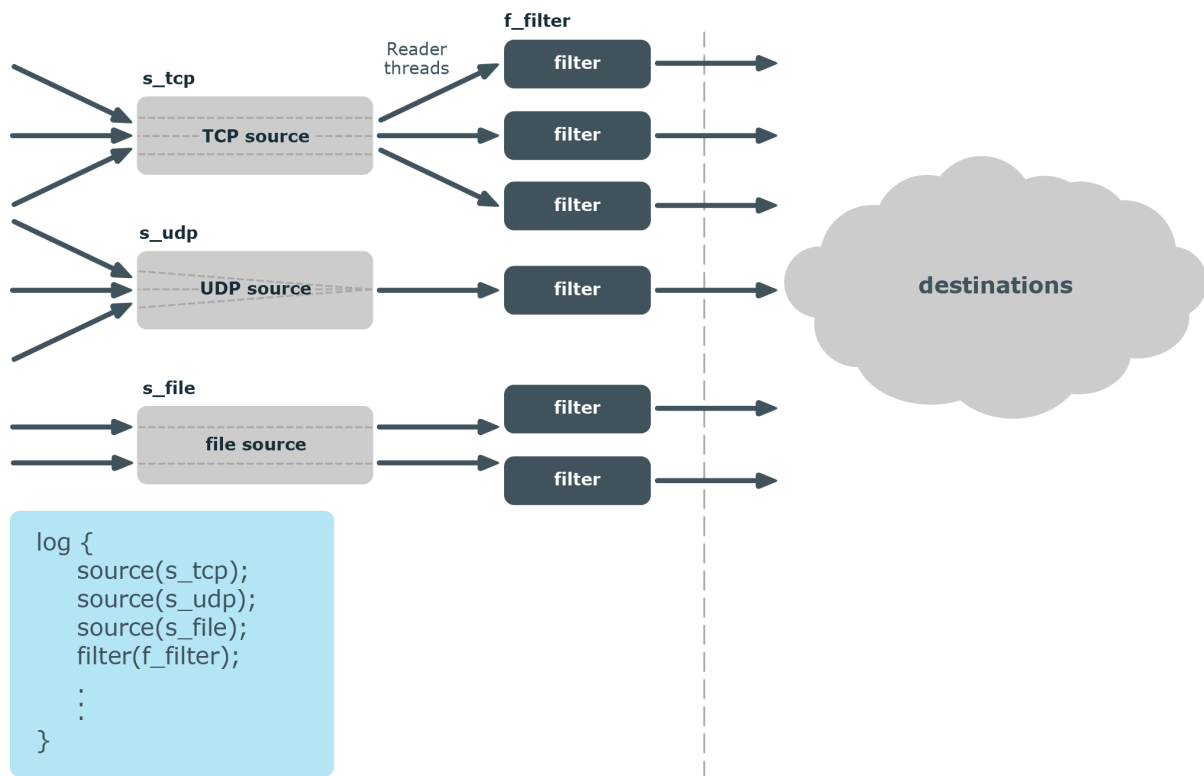 f_filter
Reader
threads
filter
s_tcp
TCP source
filter
filter
s_udp
UDP source
filter
destinations
s_file
file source
filter
filter
log {
source(s_tcp);
source(s_udp);
source(s_file);
filter(f_filter);
:
}